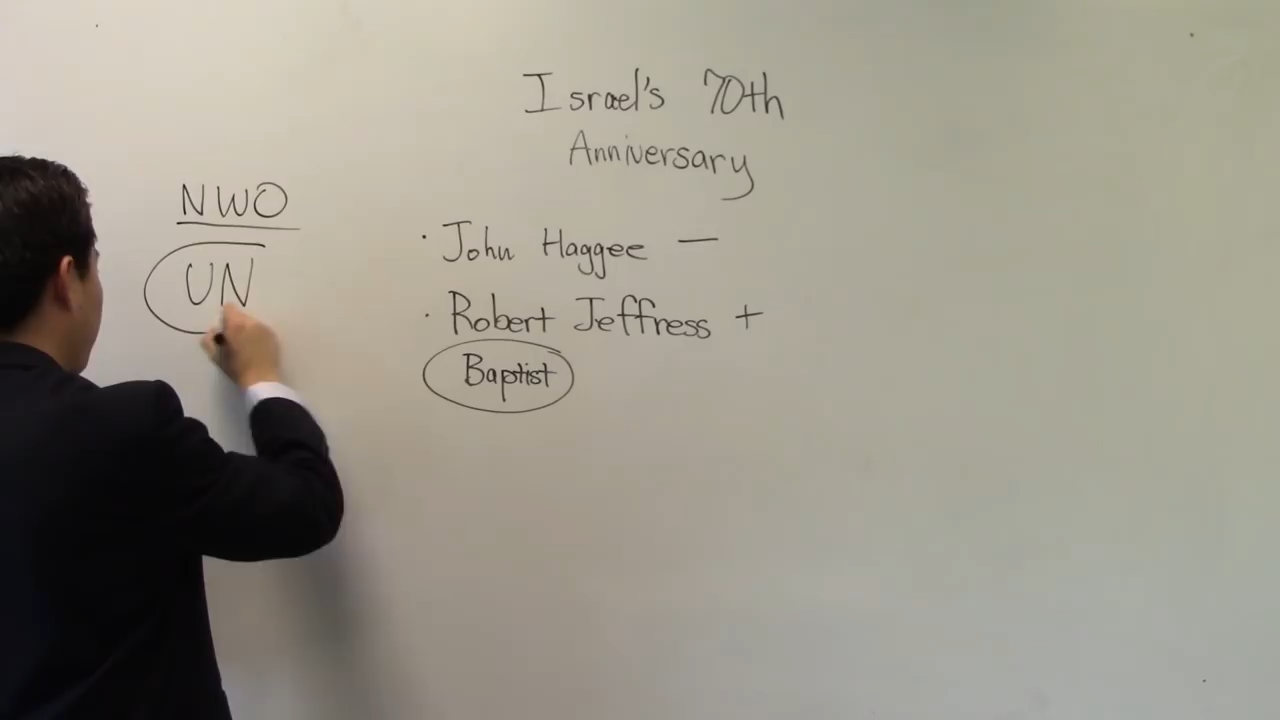 Israel's 70th
Anniversary
NWO
UN
· John Haggee —
· Robert Jeffress +
Baptist